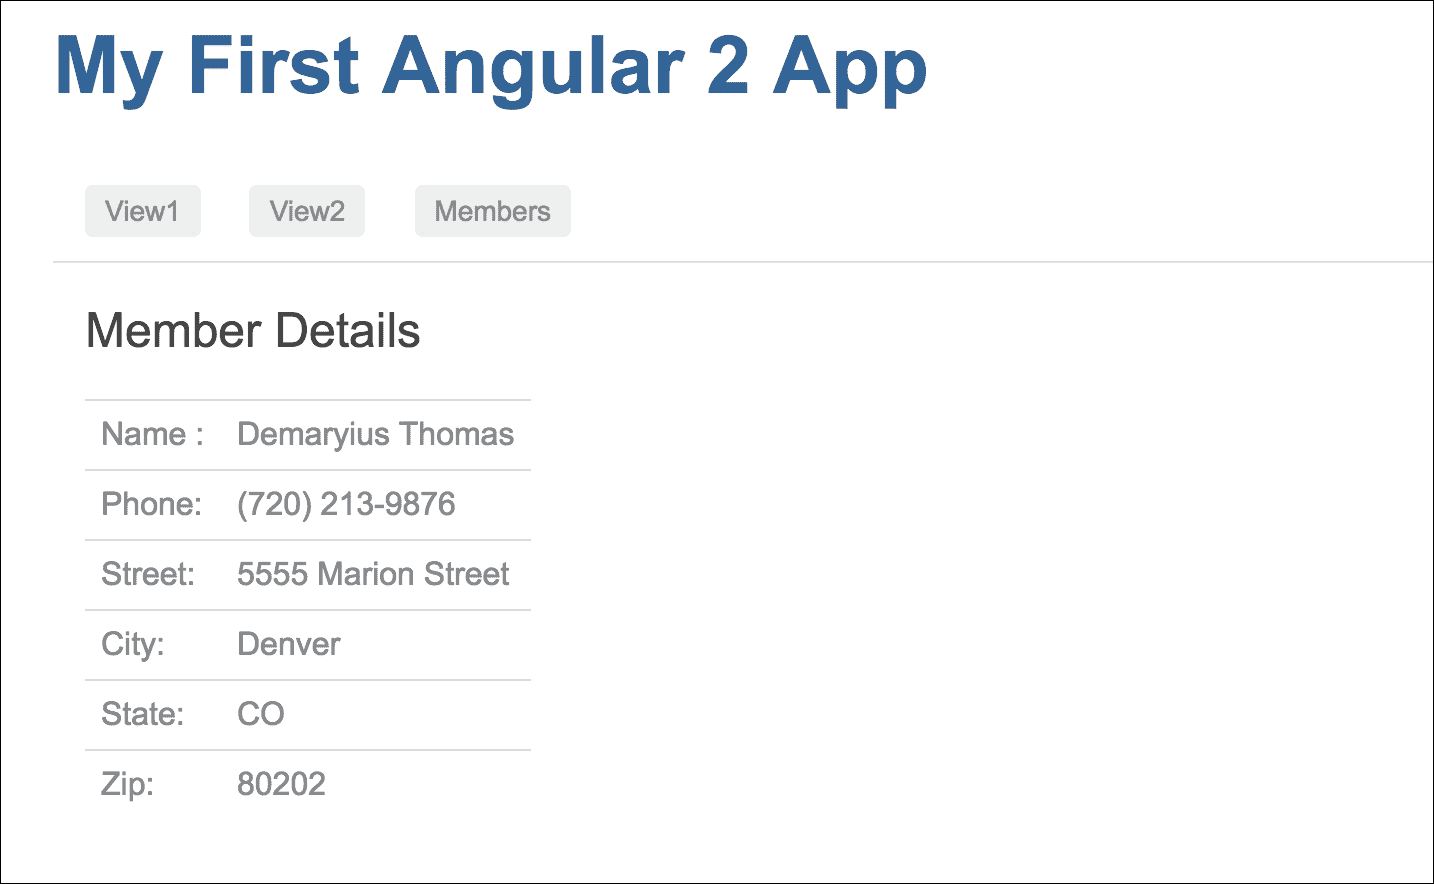 My First Angular 2 App
View1 View2 Members
Member Details
Name : Demaryius Thomas
Phone: (720) 213-9876
Street: 5555 Marion Street
City: Denver
State: CO
Zip: 80202